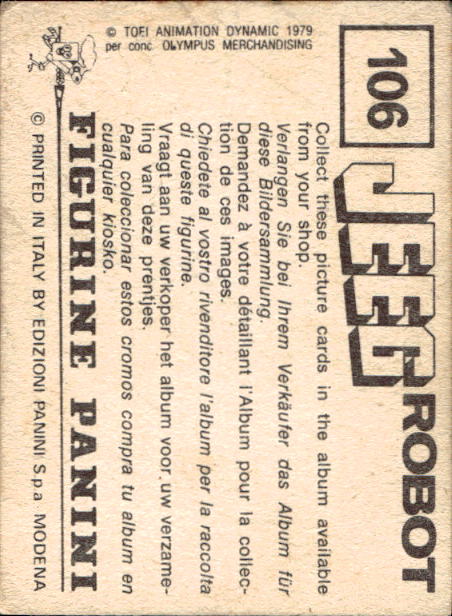 © TOEI ANIMATION DYNAMIC 1979
per conc. OLYMPUS MERCHANDISING
106
JEEG ROBOT
Collect these picture cards in the album available
from your shop.
Verlangen Sie bei Ihrem Verkäufer das Album für
diese Bildersammlung.
Demandez à votre détaillant l'Album pour la collec-
tion de ces images.
Chiedete al vostro rivenditore l'album per la raccolta
di queste figurine.
Vraagt aan uw verkoper het album voor uw verzame-
ling van deze prentjes.
Para coleccionar estos cromos compra tu album en
cualquier kiosko.
FIGURINE PANINI
© PRINTED IN ITALY BY EDIZIONI PANINI S.p.a MODENA